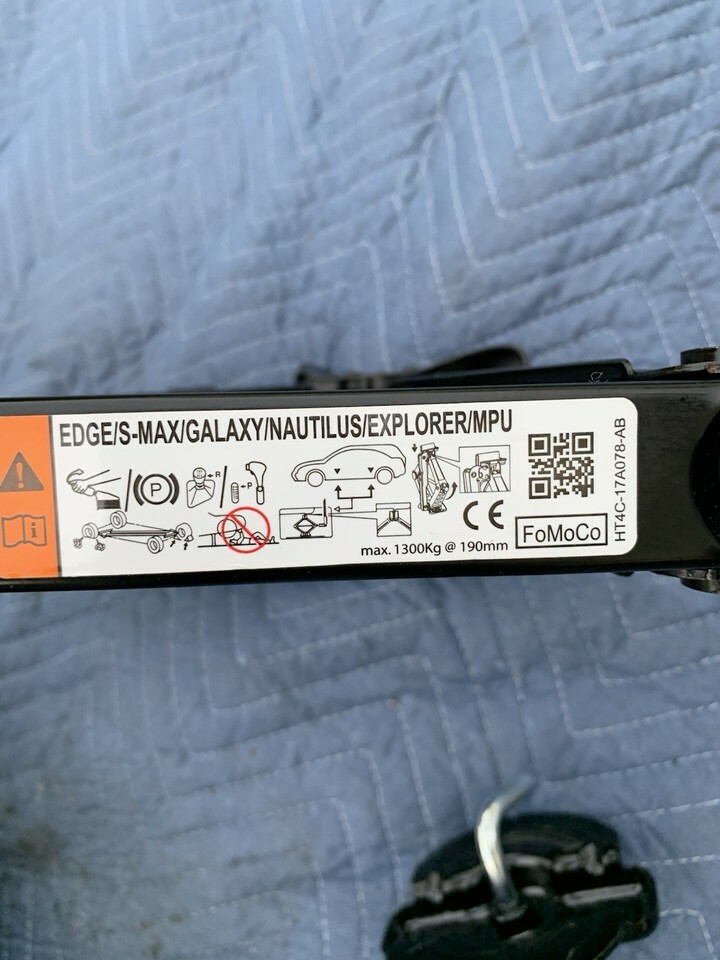 EDGE/S-MAX/GALAXY/NAUTILUS/EXPLORER/MPU
P
R
P
CE
max. 1300Kg @ 190mm
FoMoCo
HT4C-17A078-AB